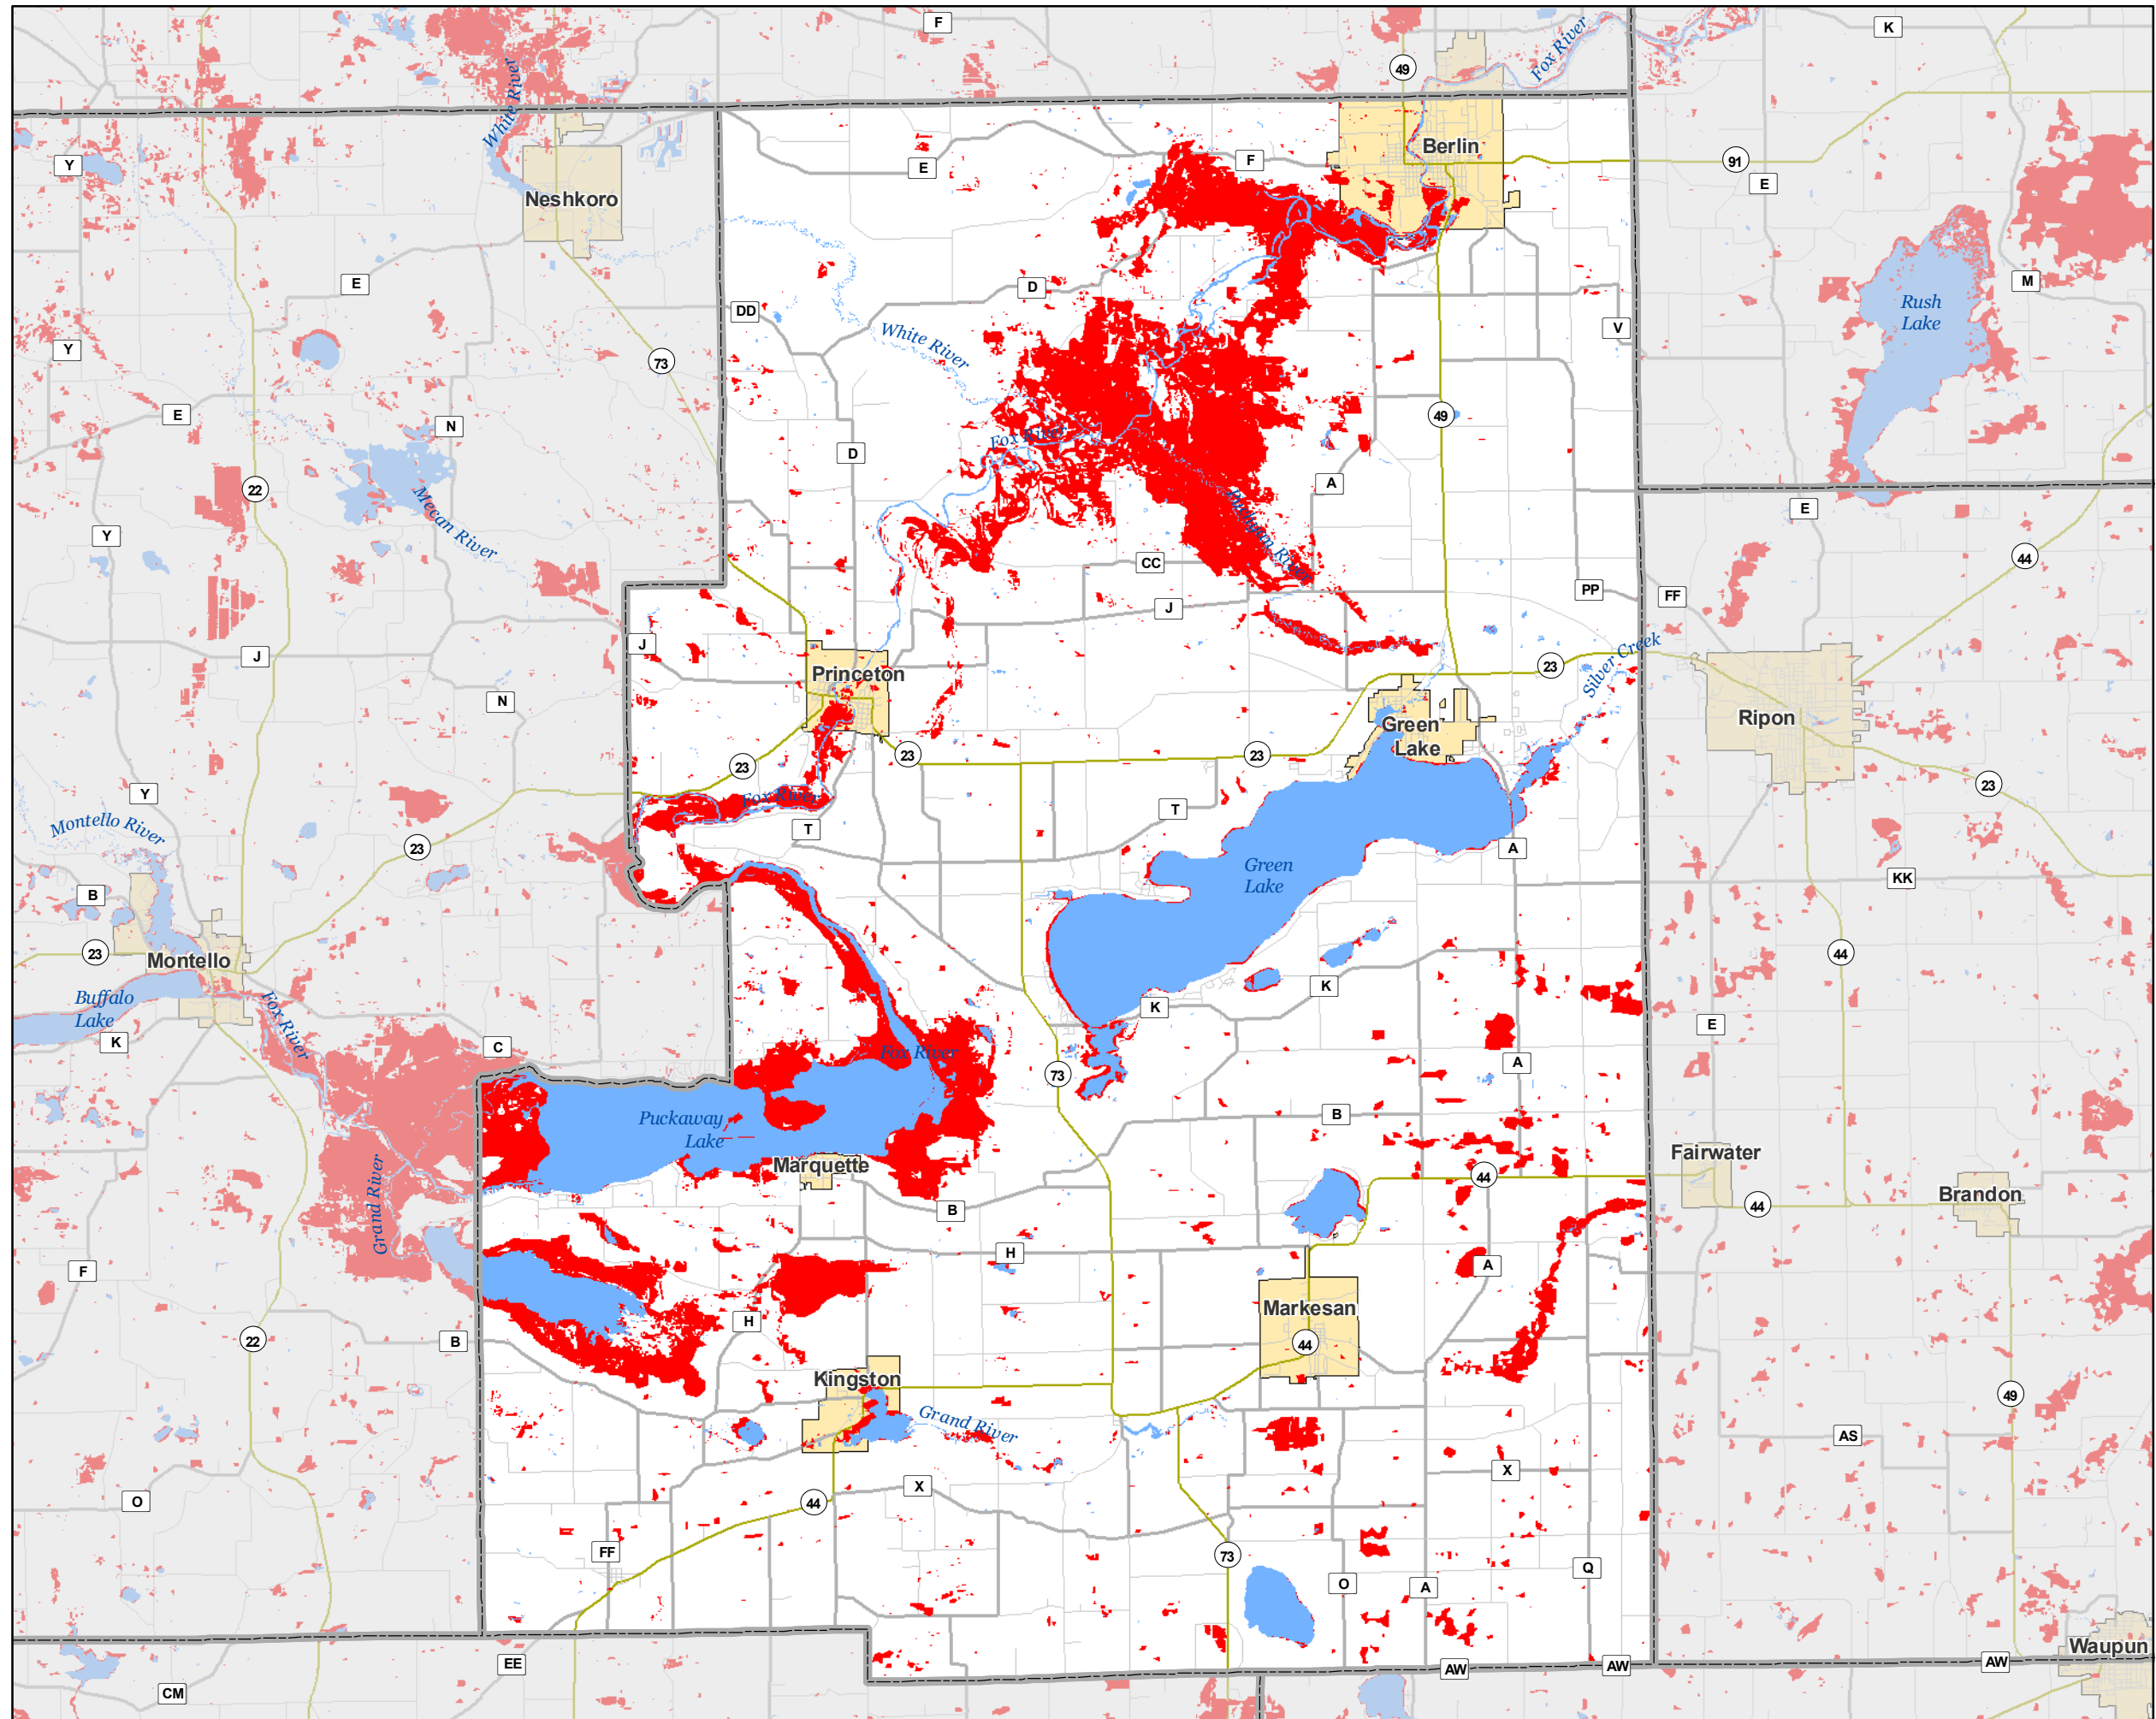 F
K
Fox River
49
White River
Berlin
Y
E
F
91
E
Neshkoro
E
D
M
DD
Rush
Lake
V
White River
Y
73
E
N
49
Fox River
D
A
22
Mecan River
Puchyan River
E
Y
44
CC
PP
FF
J
J
J
Silver Creek
23
Princeton
N
Ripon
Green
Lake
23
23
23
23
Y
Fox River
T
T
Montello River
23
A
Green
Lake
KK
B
23
44
Montello
K
Buffalo
Lake
Fox River
K
E
K
C
Fox River
A
73
Puckaway
Lake
B
Fairwater
Marquette
44
Brandon
44
Grand River
B
H
F
A
Markesan
H
22
B
44
Kingston
49
Grand River
AS
X
X
O
44
FF
73
Q
O
A
Waupun
EE
AW
AW
AW
CM